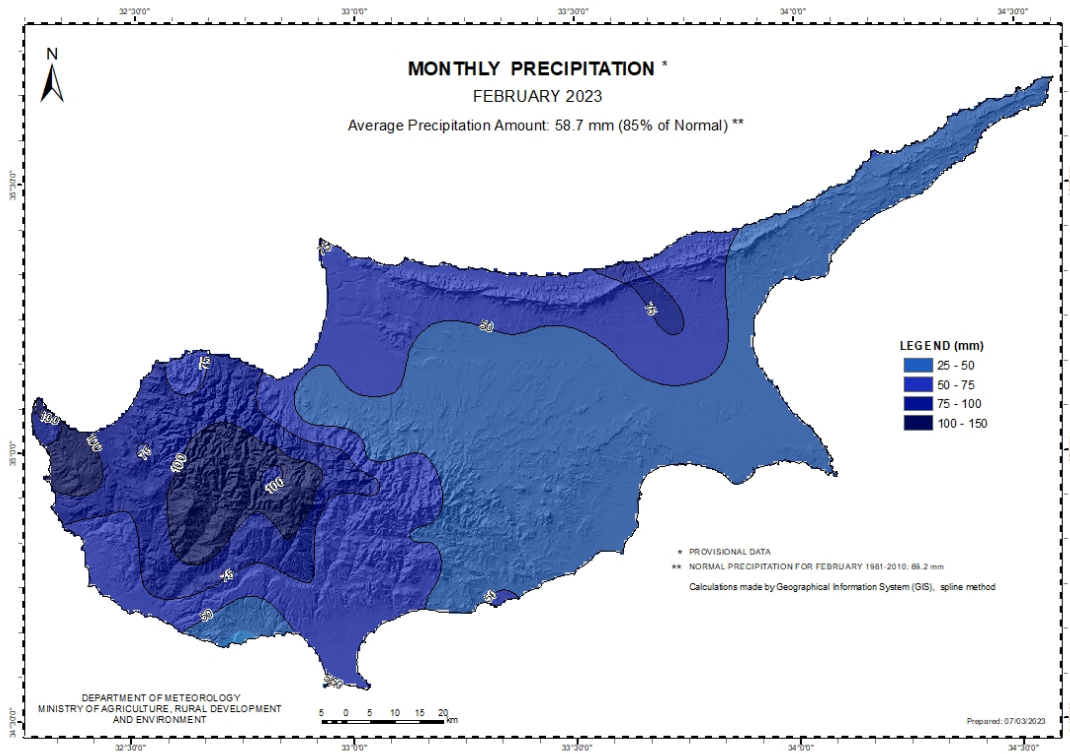 32°30'0"
33°0'0"
33°30'0"
34°0'0"
34°30'0"
N
MONTHLY PRECIPITATION *
FEBRUARY 2023
Average Precipitation Amount: 58.7 mm (85% of Normal) **
35°30'0"
75
75
50
LEGEND (mm)
25 - 50
50 - 75
75 - 100
100 - 150
75
100
100
75
100
100
35°0'0"
* PROVISIONAL DATA
** NORMAL PRECIPITATION FOR FEBRUARY 1981-2010: 69.2 mm
Calculations made by Geographical Information System (GIS), spline method
75
50
50
DEPARTMENT OF METEOROLOGY
MINISTRY OF AGRICULTURE, RURAL DEVELOPMENT
AND ENVIRONMENT
5 0 5 10 15 20
km
Prepared: 07/03/2023
34°30'0"
32°30'0"
33°0'0"
33°30'0"
34°0'0"
34°30'0"